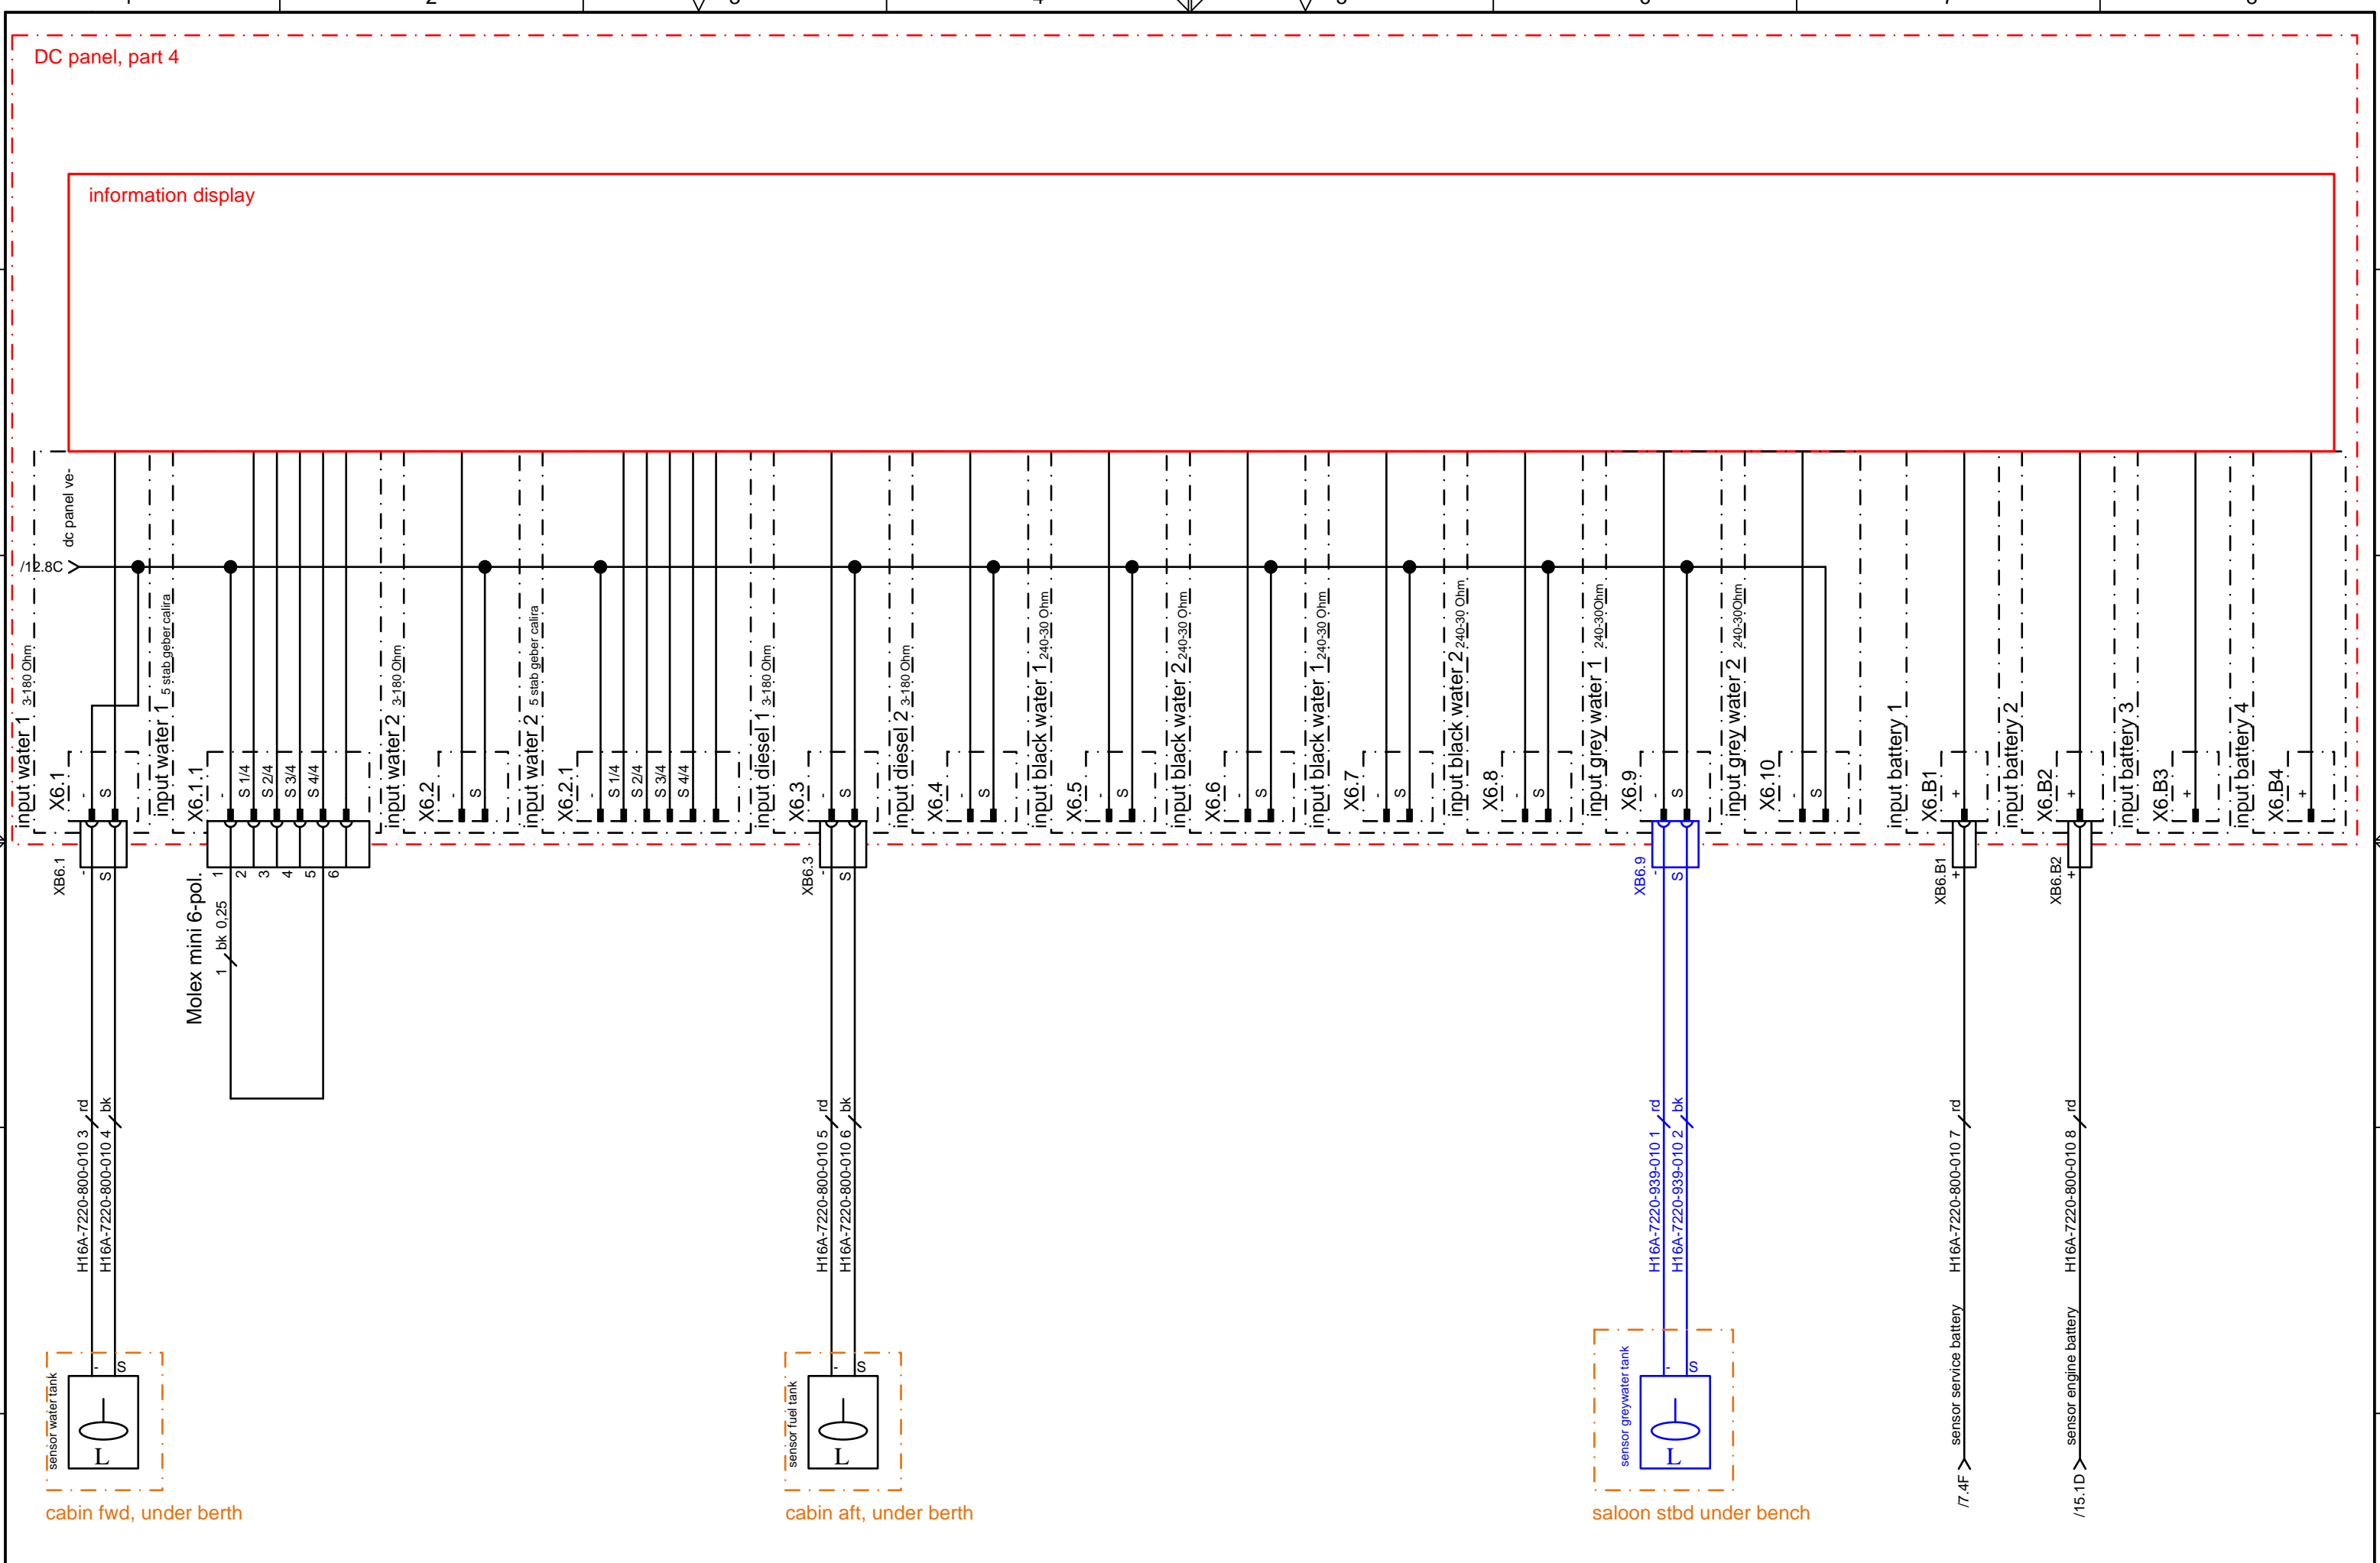 DC panel, part 4
information display
dc panel ve-
/12.8C
input water 1 3-180 Ohm
input water 1 5 stab geber calira
input water 2 3-180 Ohm
input water 2 5 stab geber calira
input diesel 1 3-180 Ohm
input diesel 2 3-180 Ohm
input black water 1 240-30 Ohm
input black water 2 240-30 Ohm
input black water 1 240-30 Ohm
input black water 2 240-30 Ohm
input grey water 1 240-30Ohm
input grey water 2 240-30Ohm
input battery 1
input battery 2
input battery 3
input battery 4
X6.1 - S
X6.1.1 - S 1/4 S 2/4 S 3/4 S 4/4
X6.2 - S
X6.2.1 - S 1/4 S 2/4 S 3/4 S 4/4
X6.3 - S
X6.4 - S
X6.5 - S
X6.6 - S
X6.7 - S
X6.8 - S
X6.9 - S
X6.10 - S
X6.B1 +
X6.B2 +
X6.B3 +
X6.B4 +
XB6.1 - S
1 2 3 4 5 6
XB6.3 - S
XB6.9 - S
XB6.B1 +
XB6.B2 +
Molex mini 6-pol.
1 bk 0,25
H16A-7220-800-010 3 rd
H16A-7220-800-010 4 bk
H16A-7220-800-010 5 rd
H16A-7220-800-010 6 bk
H16A-7220-939-010 1 rd
H16A-7220-939-010 2 bk
H16A-7220-800-010 7 rd
H16A-7220-800-010 8 rd
sensor water tank
- S
L
sensor fuel tank
- S
L
sensor greywater tank
- S
L
sensor service battery
/7.4F
sensor engine battery
/15.1D
cabin fwd, under berth
cabin aft, under berth
saloon stbd under bench